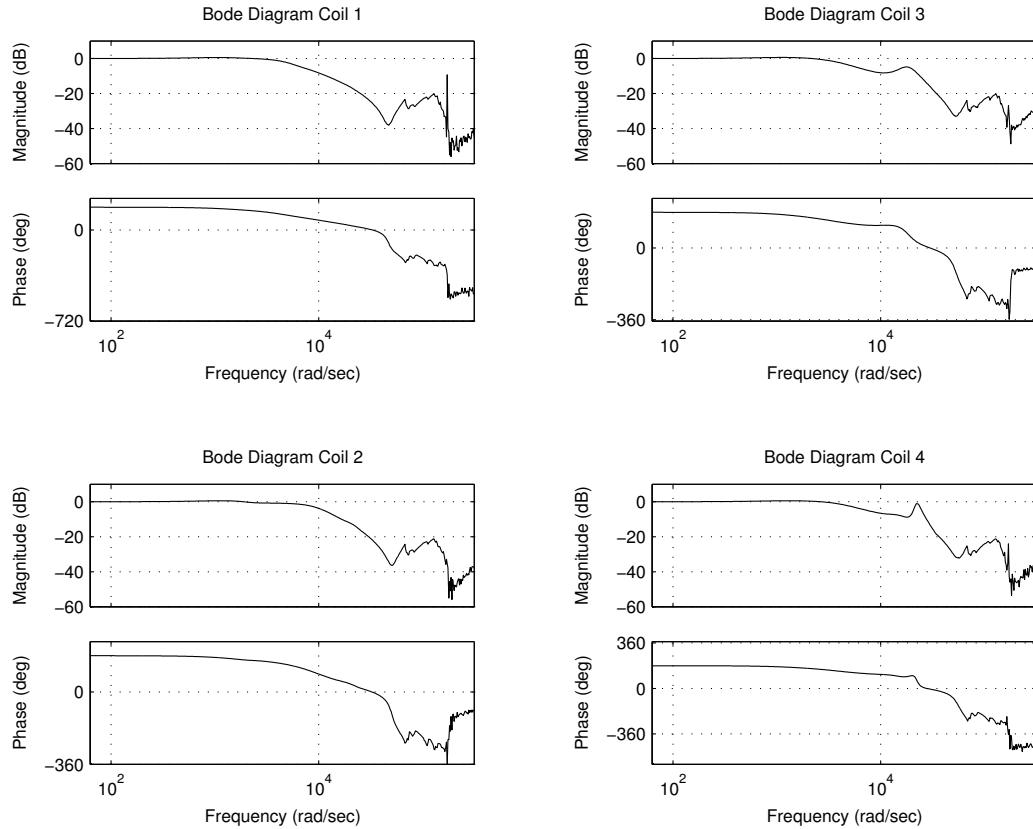 Bode Diagram Coil 1
Magnitude (dB)
0
−20
−40
−60
Phase (deg)
0
−720
10^2
10^4
Frequency (rad/sec)
Bode Diagram Coil 3
Magnitude (dB)
0
−20
−40
−60
Phase (deg)
0
−360
10^2
10^4
Frequency (rad/sec)
Bode Diagram Coil 2
Magnitude (dB)
0
−20
−40
−60
Phase (deg)
0
−360
10^2
10^4
Frequency (rad/sec)
Bode Diagram Coil 4
Magnitude (dB)
0
−20
−40
−60
Phase (deg)
360
0
−360
10^2
10^4
Frequency (rad/sec)